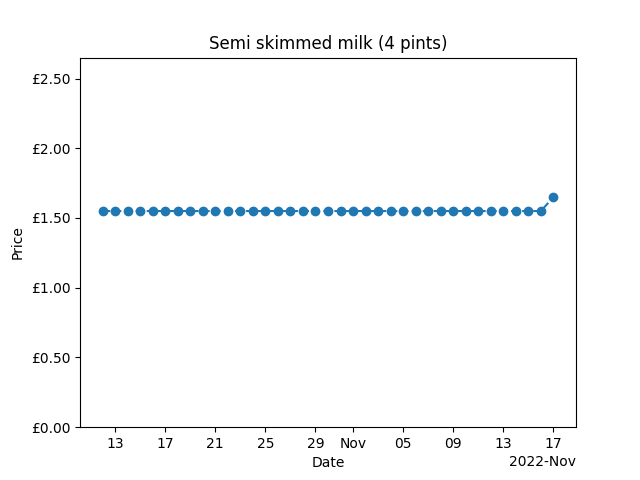 Semi skimmed milk (4 pints)
£2.50
£2.00
£1.50
£1.00
£0.50
£0.00
Price
13 17 21 25 29 Nov 05 09 13 17
Date
2022-Nov